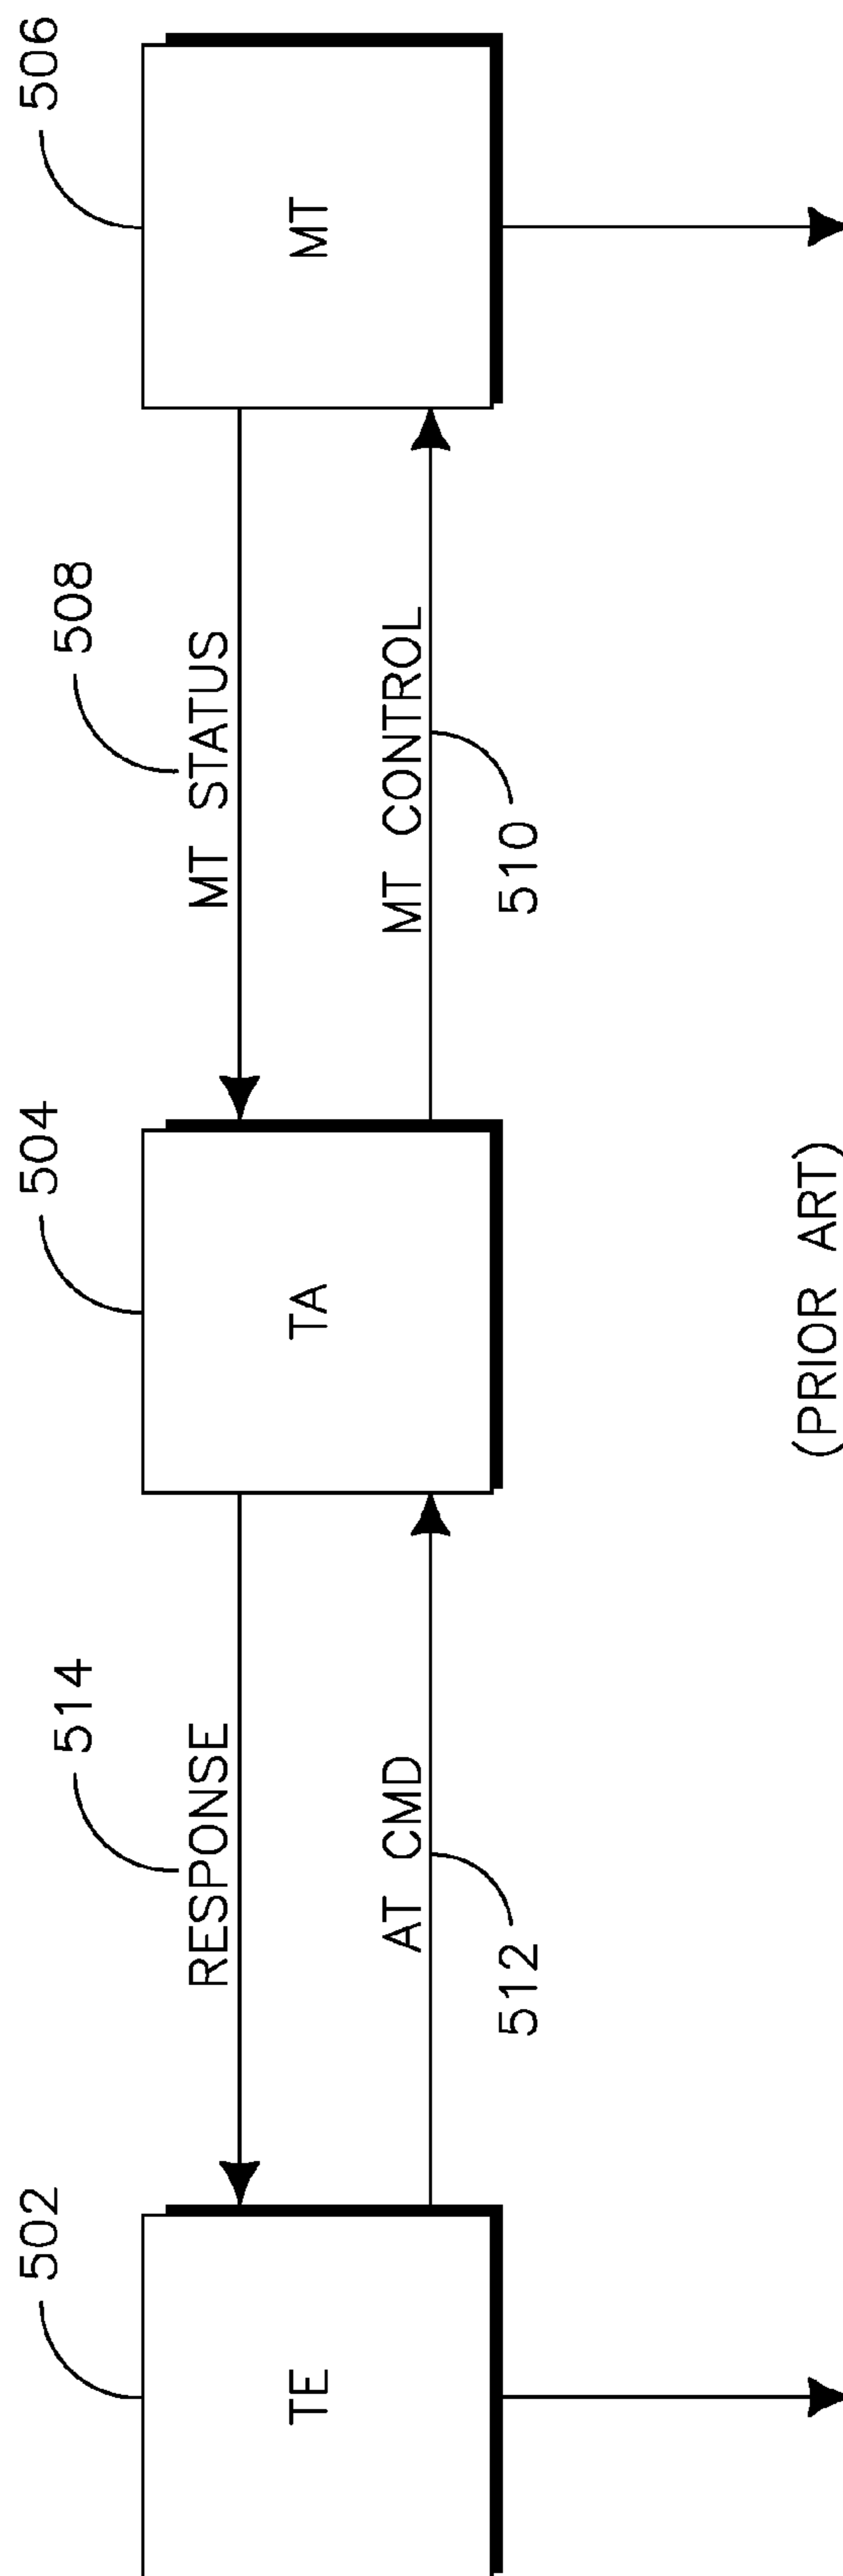 502
504
506
514
508
RESPONSE
MT STATUS
TE
TA
MT
AT CMD
MT CONTROL
512
510
(PRIOR ART)